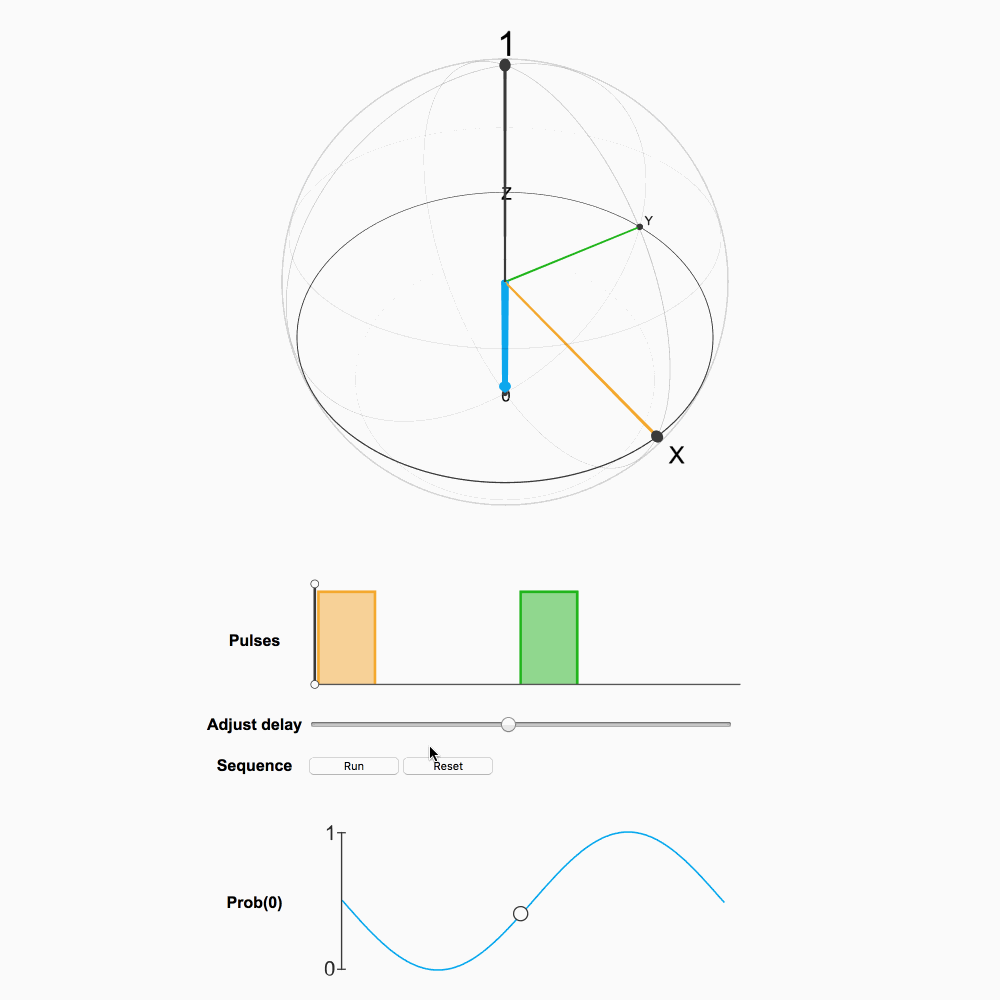 1
Z
Y
0
X
Pulses
Adjust delay
Sequence Run Reset
1
Prob(0)
0